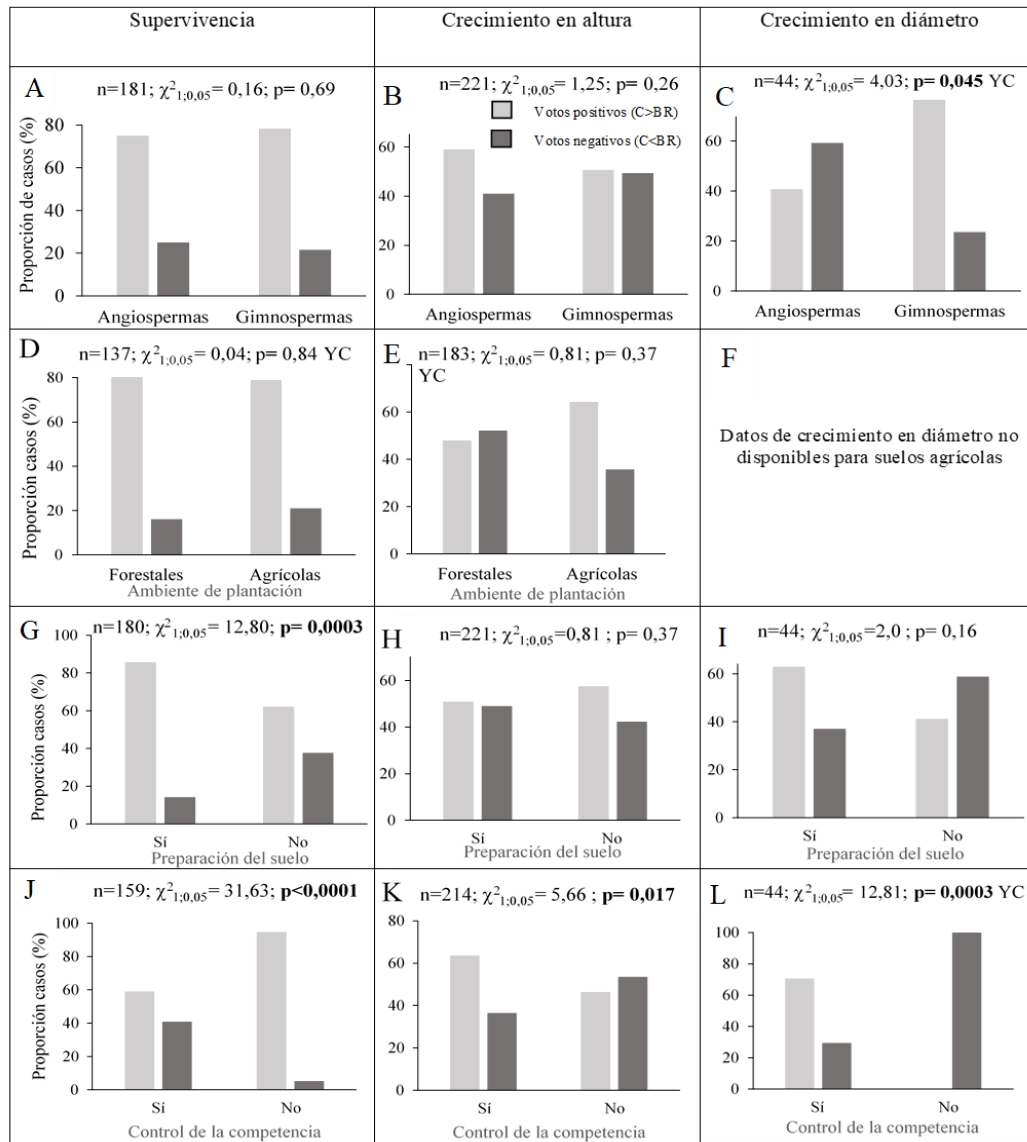 Supervivencia
Crecimiento en altura
Crecimiento en diámetro
A
n=181; χ²1;0,05 = 0,16; p= 0,69
Proporción de casos (%)
80
60
40
20
0
Angiospermas Gimnospermas
B
n=221; χ²1;0,05 = 1,25; p= 0,26
Votos positivos (C>BR)
Votos negativos (C<BR)
60
40
20
0
Angiospermas Gimnospermas
C
n=44; χ²1;0,05 = 4,03; p= 0,045 YC
60
40
20
0
Angiospermas Gimnospermas
D
n=137; χ²1;0,05 = 0,04; p= 0,84 YC
Proporción casos (%)
80
60
40
20
0
Forestales Agrícolas
Ambiente de plantación
E
n=183; χ²1;0,05 = 0,81; p= 0,37
YC
60
40
20
0
Forestales Agrícolas
Ambiente de plantación
F
Datos de crecimiento en diámetro no
disponibles para suelos agrícolas
G
n=180; χ²1;0,05 = 12,80; p= 0,0003
Proporción casos (%)
100
80
60
40
20
0
Sí No
Preparación del suelo
H
n=221; χ²1;0,05 =0,81 ; p= 0,37
60
40
20
0
Sí No
Preparación del suelo
I
n=44; χ²1;0,05 =2,0 ; p= 0,16
60
40
20
0
Sí No
Preparación del suelo
J
n=159; χ²1;0,05 = 31,63; p<0,0001
Proporción casos (%)
100
80
60
40
20
0
Sí No
Control de la competencia
K
n=214; χ²1;0,05 = 5,66 ; p= 0,017
80
60
40
20
0
Sí No
Control de la competencia
L
n=44; χ²1;0,05 = 12,81; p= 0,0003 YC
100
80
60
40
20
0
Sí No
Control de la competencia